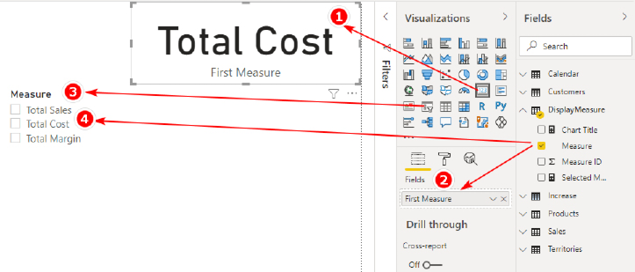 Total Cost
First Measure
1
Measure
3
Total Sales
4
Total Cost
Total Margin
Filters
Visualizations
R
Py
Fields
2
First Measure
Drill through
Cross-report
Off
Fields
Search
Calendar
Customers
DisplayMeasure
Chart Title
Measure
Σ Measure ID
Selected M...
Increase
Products
Sales
Territories